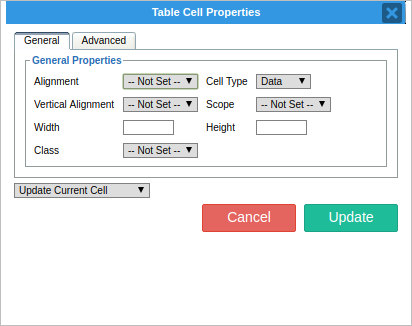 Table Cell Properties
General Advanced
General Properties
Alignment -- Not Set -- Cell Type Data
Vertical Alignment -- Not Set -- Scope -- Not Set --
Width Height
Class -- Not Set --
Update Current Cell
Cancel Update